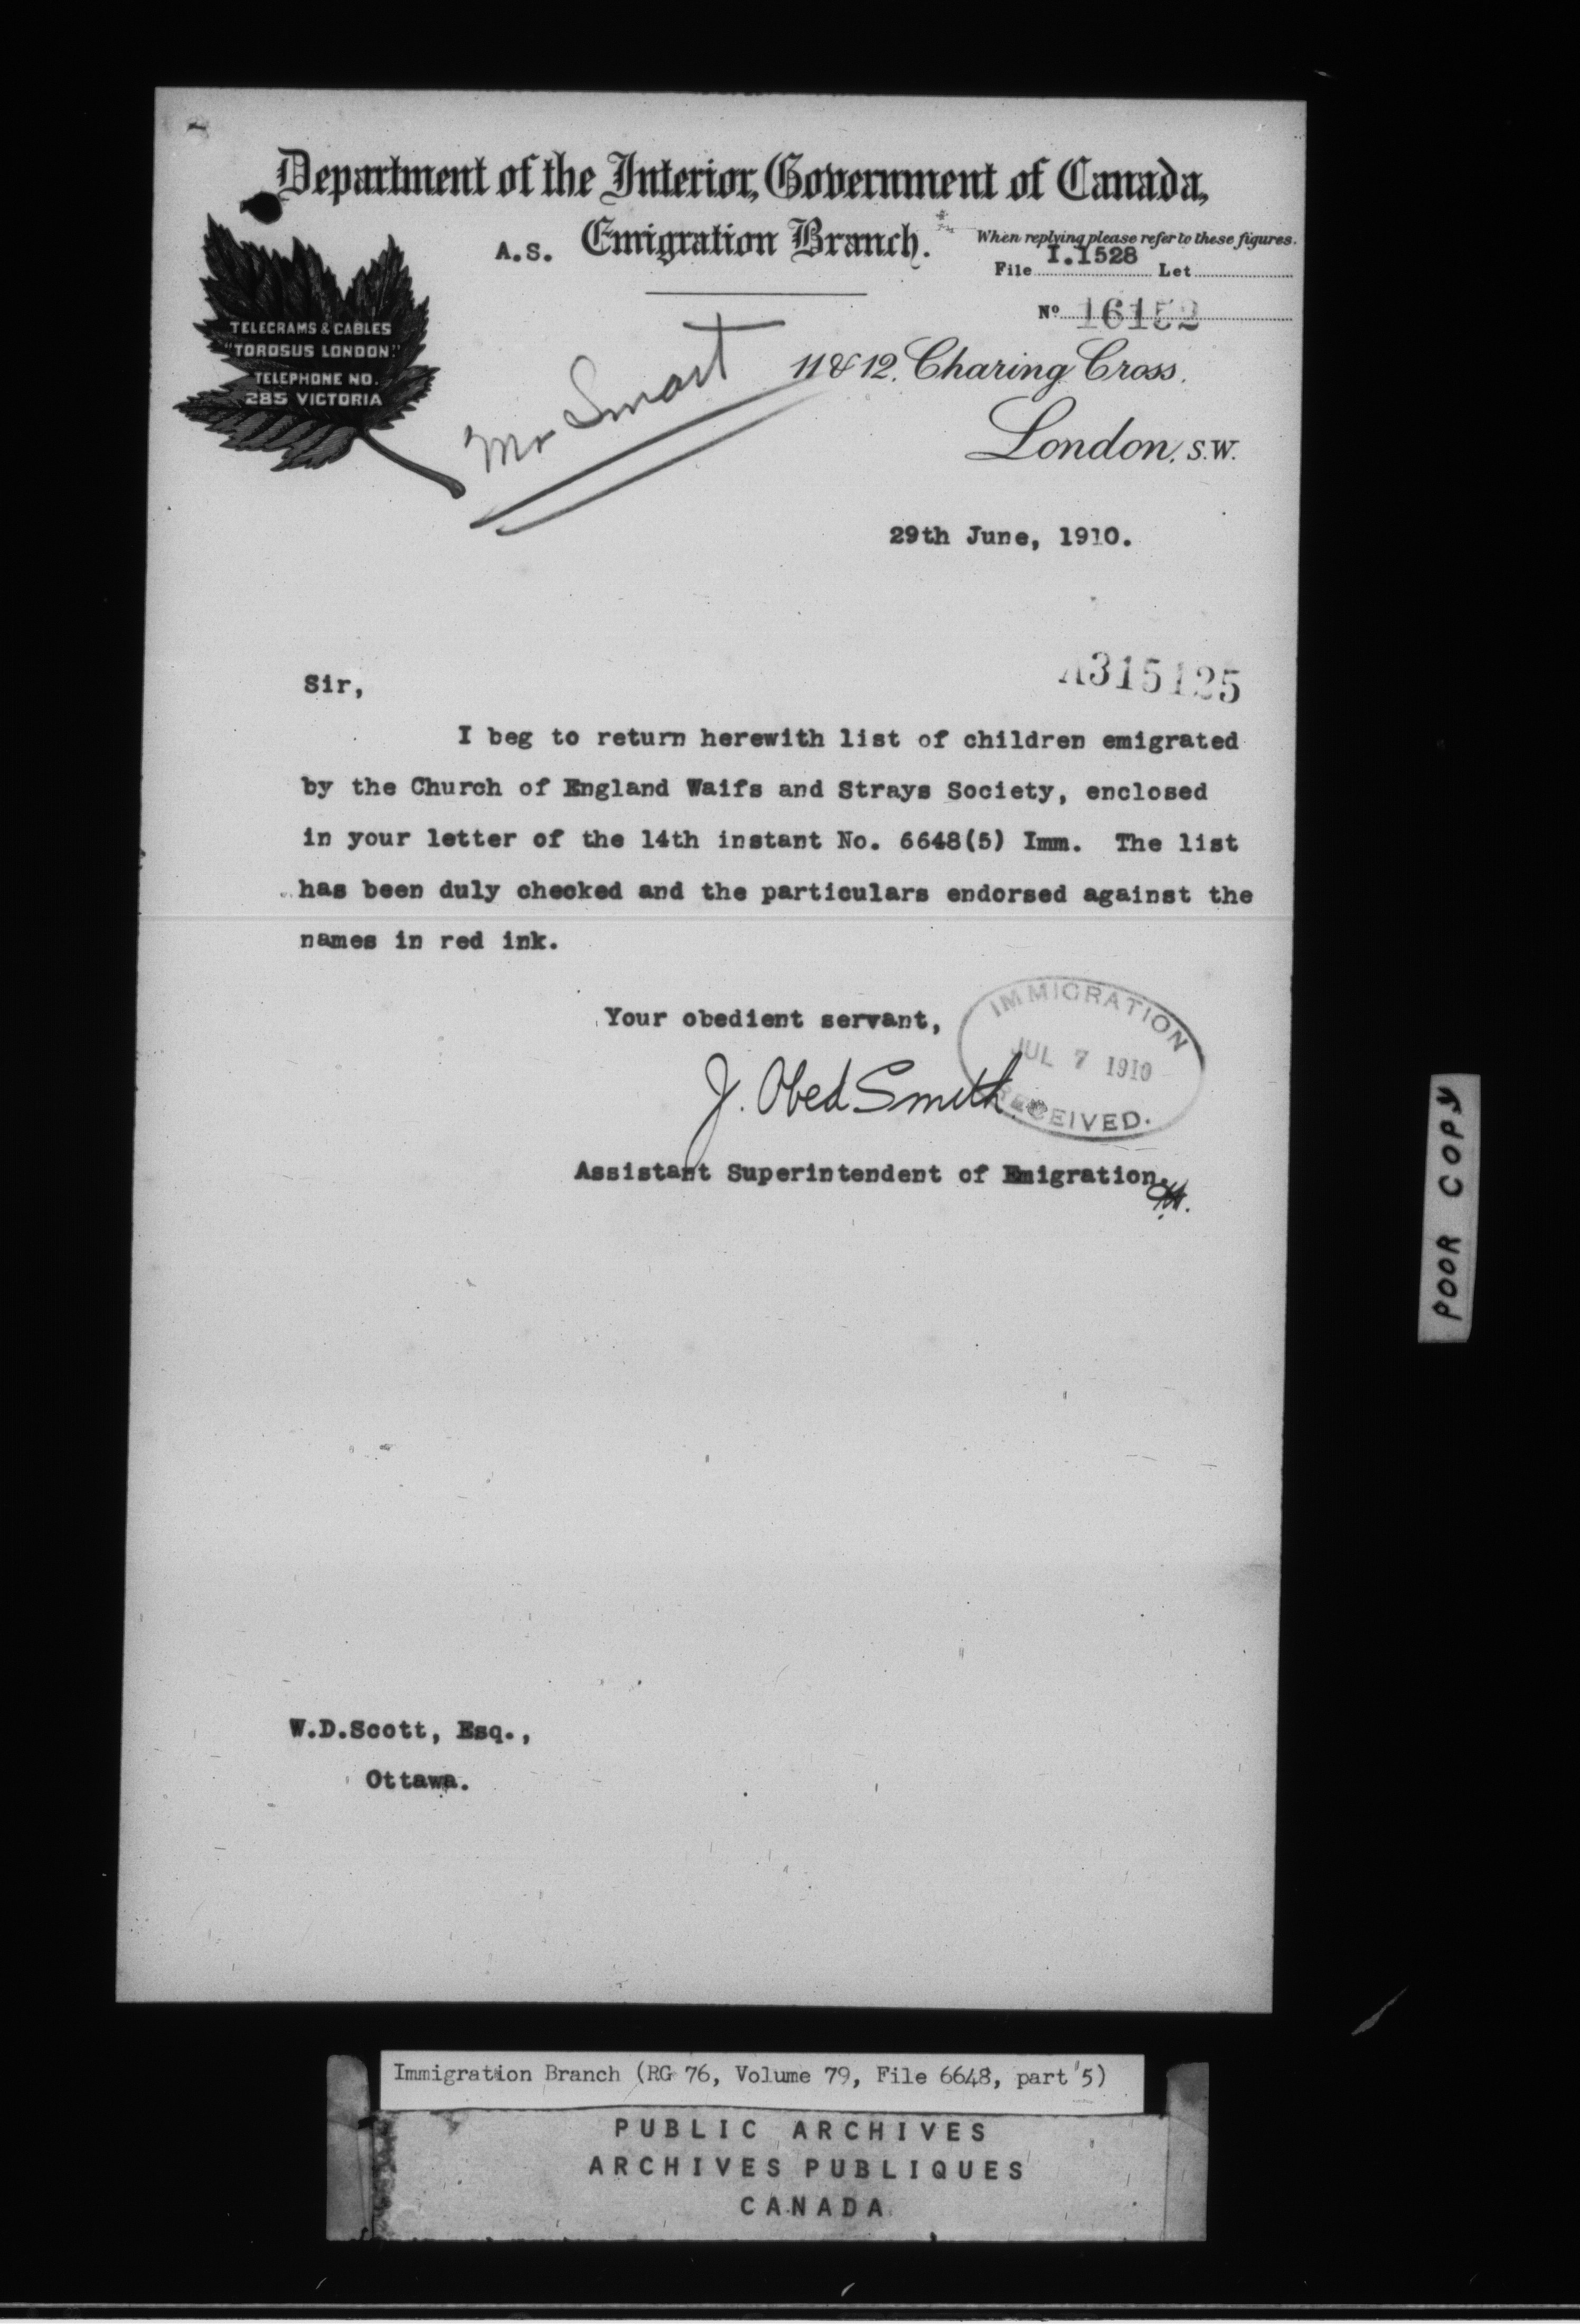 Department of the Interior, Government of Canada,
A.S. Emigration Branch.
When replying please refer to these figures.
File I.1528 Let
No 16152
TELEGRAMS & CABLES
"TOROSUS LONDON."
TELEPHONE NO.
285 VICTORIA
Mr Smart
11 & 12, Charing Cross,
London, S.W.
29th June, 1910.
A315125
Sir,
I beg to return herewith list of children emigrated
by the Church of England Waifs and Strays Society, enclosed
in your letter of the 14th instant No. 6648(5) Imm. The list
has been duly checked and the particulars endorsed against the
names in red ink.
Your obedient servant,
IMMIGRATION
JUL 7 1910
RECEIVED.
J. Obed Smith
Assistant Superintendent of Emigration.
W.D.Scott, Esq.,
Ottawa.
POOR COPY
Immigration Branch (RG 76, Volume 79, File 6648, part 5)
PUBLIC ARCHIVES
ARCHIVES PUBLIQUES
CANADA